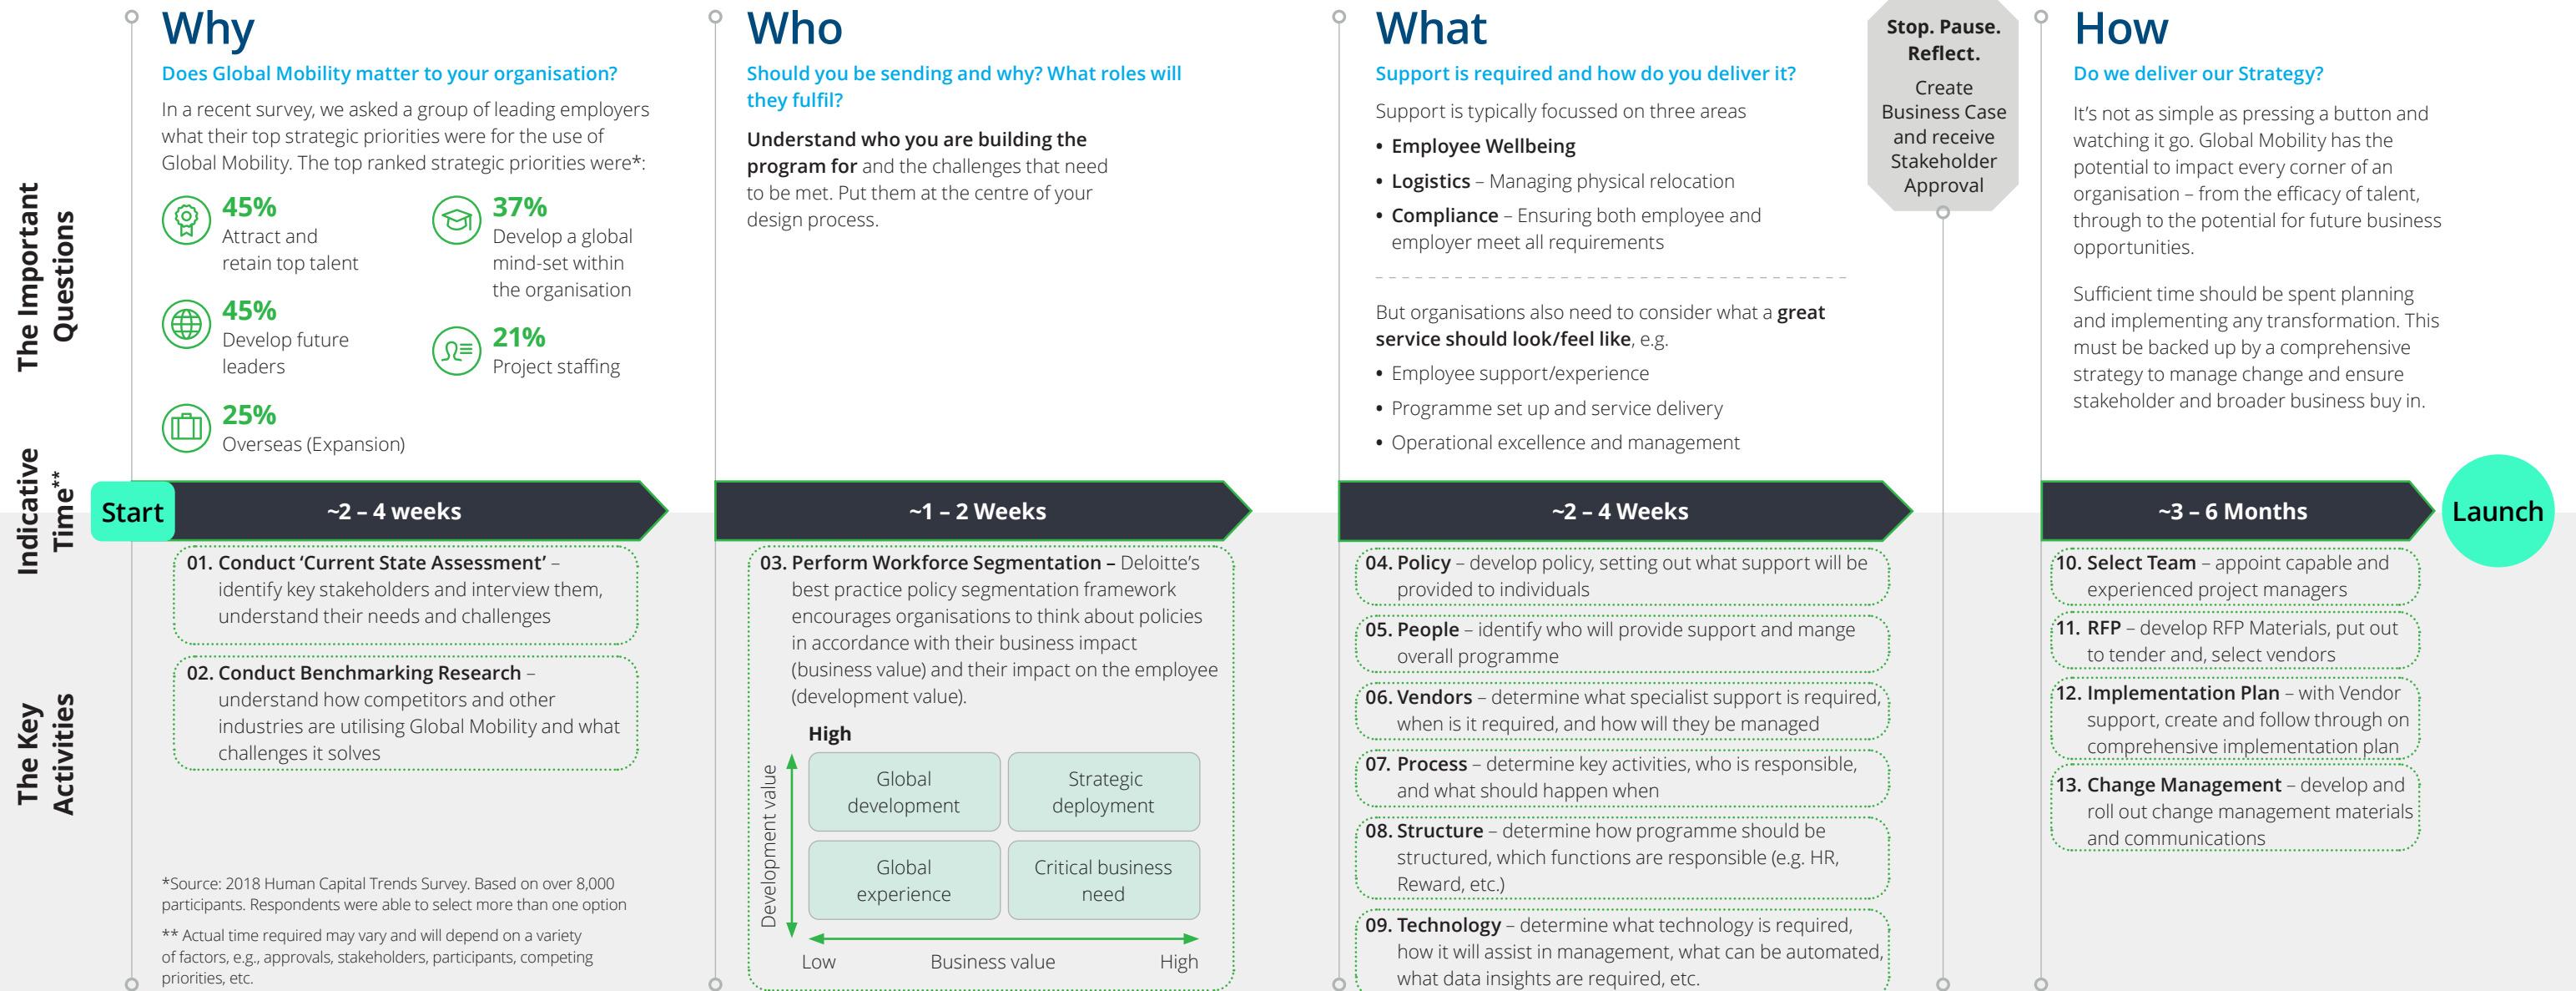 The Important
Questions
Indicative
Time**
The Key
Activities
Why
Does Global Mobility matter to your organisation?
In a recent survey, we asked a group of leading employers
what their top strategic priorities were for the use of
Global Mobility. The top ranked strategic priorities were*:
45%
Attract and
retain top talent
45%
Develop future
leaders
25%
Overseas (Expansion)
37%
Develop a global
mind-set within
the organisation
21%
Project staffing
Start
~2 – 4 weeks
01. Conduct ‘Current State Assessment’ –
identify key stakeholders and interview them,
understand their needs and challenges
02. Conduct Benchmarking Research –
understand how competitors and other
industries are utilising Global Mobility and what
challenges it solves
*Source: 2018 Human Capital Trends Survey. Based on over 8,000
participants. Respondents were able to select more than one option
** Actual time required may vary and will depend on a variety
of factors, e.g., approvals, stakeholders, participants, competing
priorities, etc.
Who
Should you be sending and why? What roles will
they fulfil?
Understand who you are building the
program for and the challenges that need
to be met. Put them at the centre of your
design process.
~1 – 2 Weeks
03. Perform Workforce Segmentation – Deloitte’s
best practice policy segmentation framework
encourages organisations to think about policies
in accordance with their business impact
(business value) and their impact on the employee
(development value).
High
Development value
Global
development
Strategic
deployment
Global
experience
Critical business
need
Low
Business value
High
What
Support is required and how do you deliver it?
Support is typically focussed on three areas
• Employee Wellbeing
• Logistics – Managing physical relocation
• Compliance – Ensuring both employee and
employer meet all requirements
But organisations also need to consider what a great
service should look/feel like, e.g.
• Employee support/experience
• Programme set up and service delivery
• Operational excellence and management
~2 – 4 Weeks
04. Policy – develop policy, setting out what support will be
provided to individuals
05. People – identify who will provide support and mange
overall programme
06. Vendors – determine what specialist support is required,
when is it required, and how will they be managed
07. Process – determine key activities, who is responsible,
and what should happen when
08. Structure – determine how programme should be
structured, which functions are responsible (e.g. HR,
Reward, etc.)
09. Technology – determine what technology is required,
how it will assist in management, what can be automated,
what data insights are required, etc.
Stop. Pause.
Reflect.
Create
Business Case
and receive
Stakeholder
Approval
How
Do we deliver our Strategy?
It’s not as simple as pressing a button and
watching it go. Global Mobility has the
potential to impact every corner of an
organisation – from the efficacy of talent,
through to the potential for future business
opportunities.
Sufficient time should be spent planning
and implementing any transformation. This
must be backed up by a comprehensive
strategy to manage change and ensure
stakeholder and broader business buy in.
~3 – 6 Months
Launch
10. Select Team – appoint capable and
experienced project managers
11. RFP – develop RFP Materials, put out
to tender and, select vendors
12. Implementation Plan – with Vendor
support, create and follow through on
comprehensive implementation plan
13. Change Management – develop and
roll out change management materials
and communications